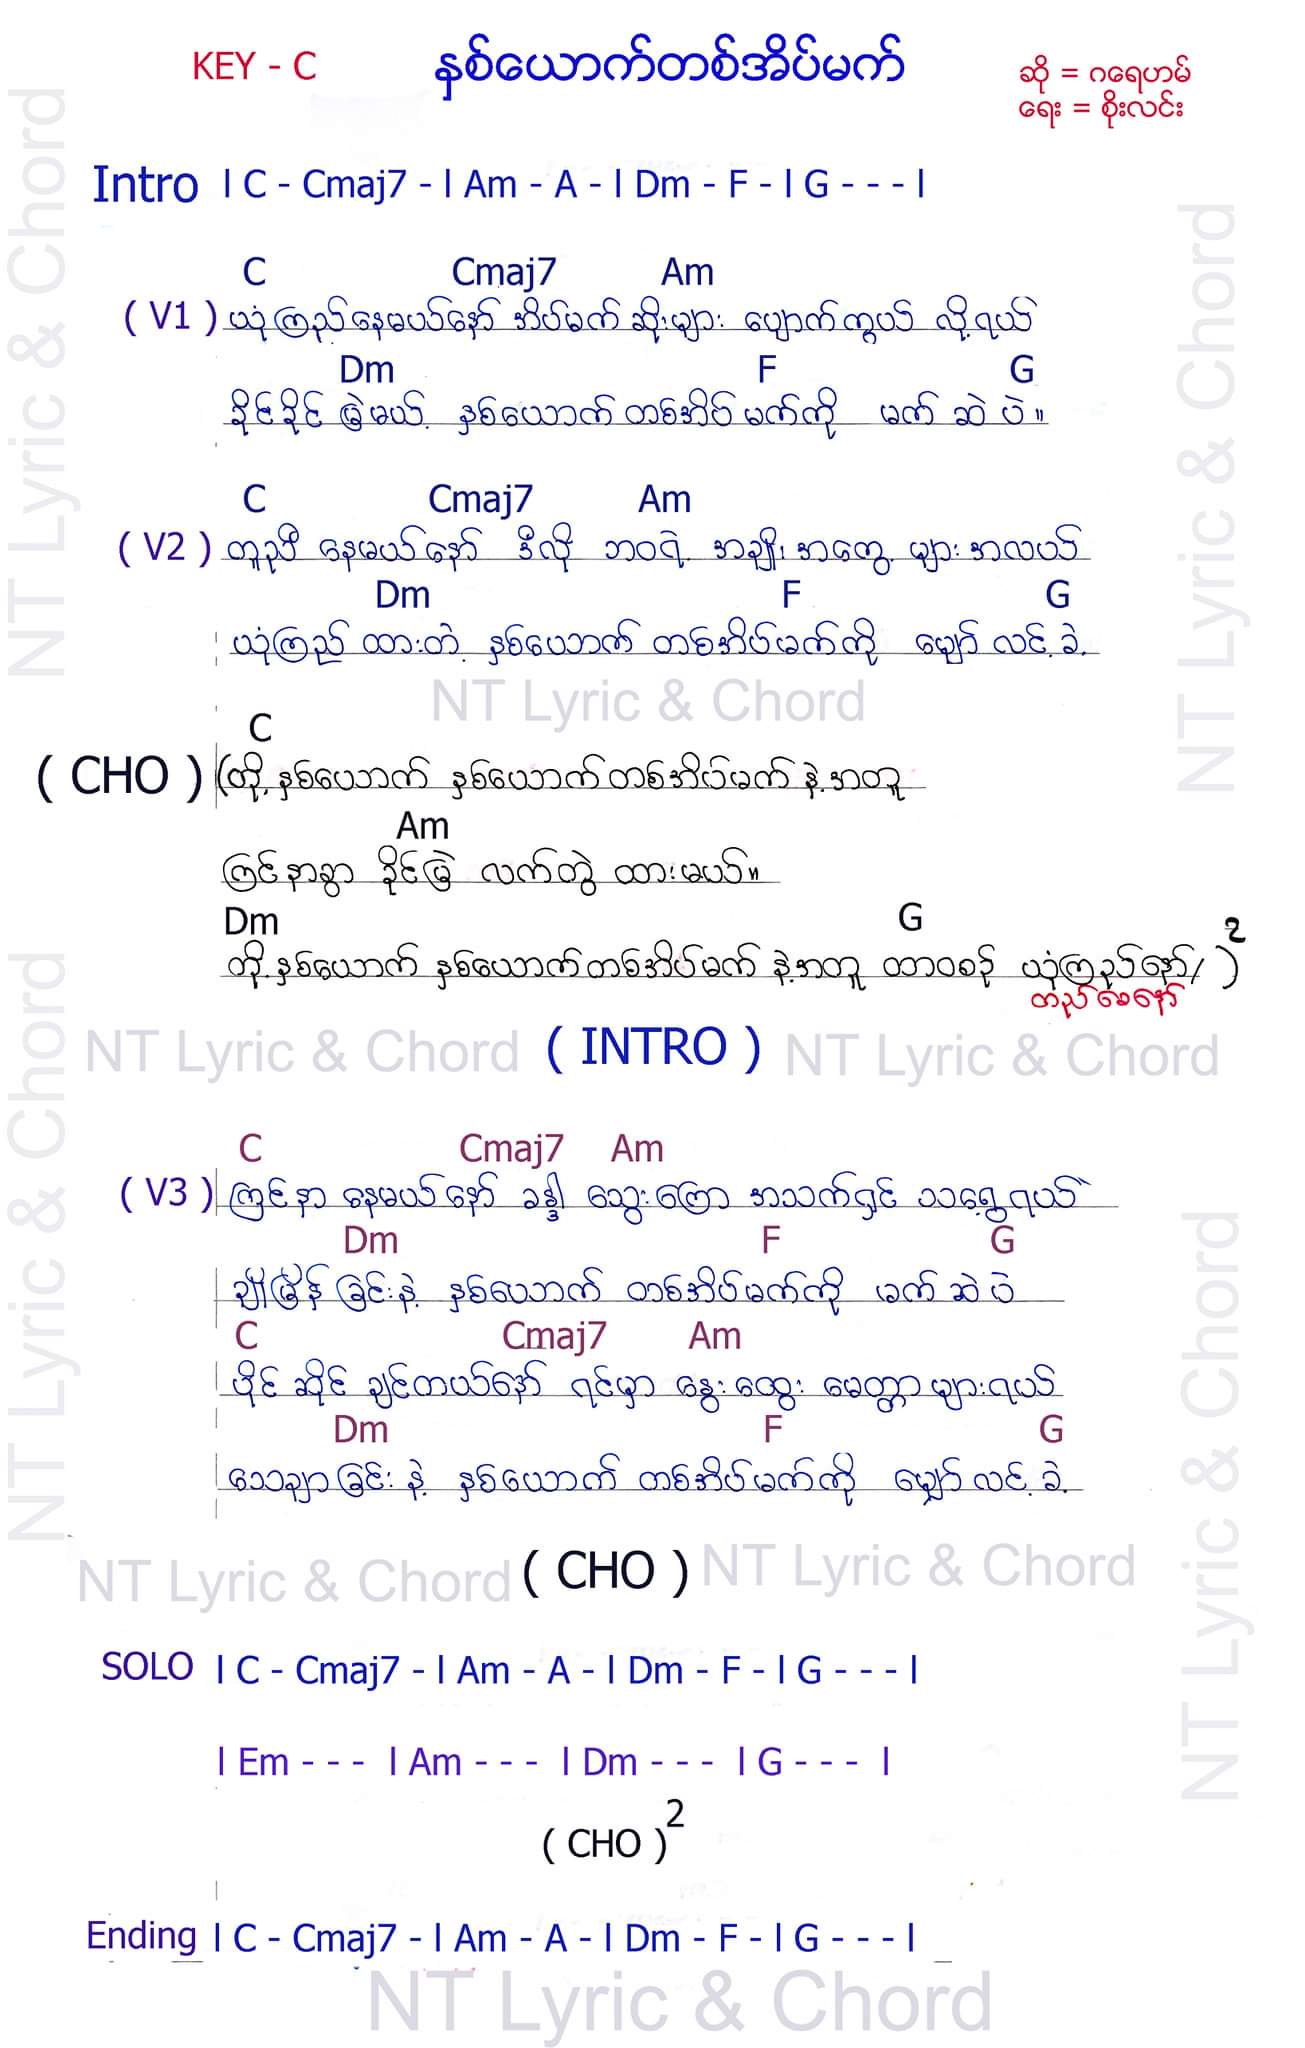 KEY - C
နှစ်ယောက်တစ်အိပ်မက်
ဆို = ဂရေဟမ်
ရေး = စိုးလင်း
Intro | C - Cmaj7 - | Am - A - | Dm - F - | G - - - |
C Cmaj7 Am
( V1 ) ယုံကြည်နေမယ်နော် အိပ်မက်ဆိုးများ ပျောက်ကွယ် လို့ရယ်
Dm F G
ခိုင်ခိုင်မြဲမယ့် နှစ်ယောက်တစ်အိပ်မက်ကို မက်ဆဲပဲ။
C Cmaj7 Am
( V2 ) တူညီ နေမယ်နော် ဒီလို ဘဝရဲ့ အချိုးအကွေ့ များအလယ်
Dm F G
ယုံကြည် ထားတဲ့ နှစ်ယောက် တစ်အိပ်မက်ကို မျှော်လင့်ခဲ့
NT Lyric & Chord
C
( CHO ) (တို့နှစ်ယောက် နှစ်ယောက်တစ်အိပ်မက်နဲ့အတူ
Am
ကြင်နာစွာ ခိုင်မြဲ လက်တွဲ ထားမယ်။
Dm G
တို့နှစ်ယောက် နှစ်ယောက်တစ်အိပ်မက် နဲ့အတူ ထာဝစဉ် ယုံကြည်နော်/ )2
တည်စေနော်
NT Lyric & Chord ( INTRO ) NT Lyric & Chord
C Cmaj7 Am
( V3 ) ကြင်နာ နေမယ်နော် ခန္ဓါ သွေးကြော အသက်ရှင် သရွေ့ရယ်
Dm F G
ချိုမြိန်ခြင်းနဲ့ နှစ်ယောက် တစ်အိပ်မက်ကို မက်ဆဲပဲ
C Cmaj7 Am
ပိုင်ဆိုင်ချင်တယ်နော် ရင်မှာ နွေးထွေး မေတ္တာများရယ်
Dm F G
သေချာခြင်းနဲ့ နှစ်ယောက် တစ်အိပ်မက်ကို မျှော်လင့်ခဲ့
NT Lyric & Chord ( CHO ) NT Lyric & Chord
SOLO | C - Cmaj7 - | Am - A - | Dm - F - | G - - - |
| Em - - - | Am - - - | Dm - - - | G - - - |
( CHO )2
Ending | C - Cmaj7 - | Am - A - | Dm - F - | G - - - |
NT Lyric & Chord
NT Lyric & Chord
NT Lyric & Chord
NT Lyric & Chord
NT Lyric & Chord